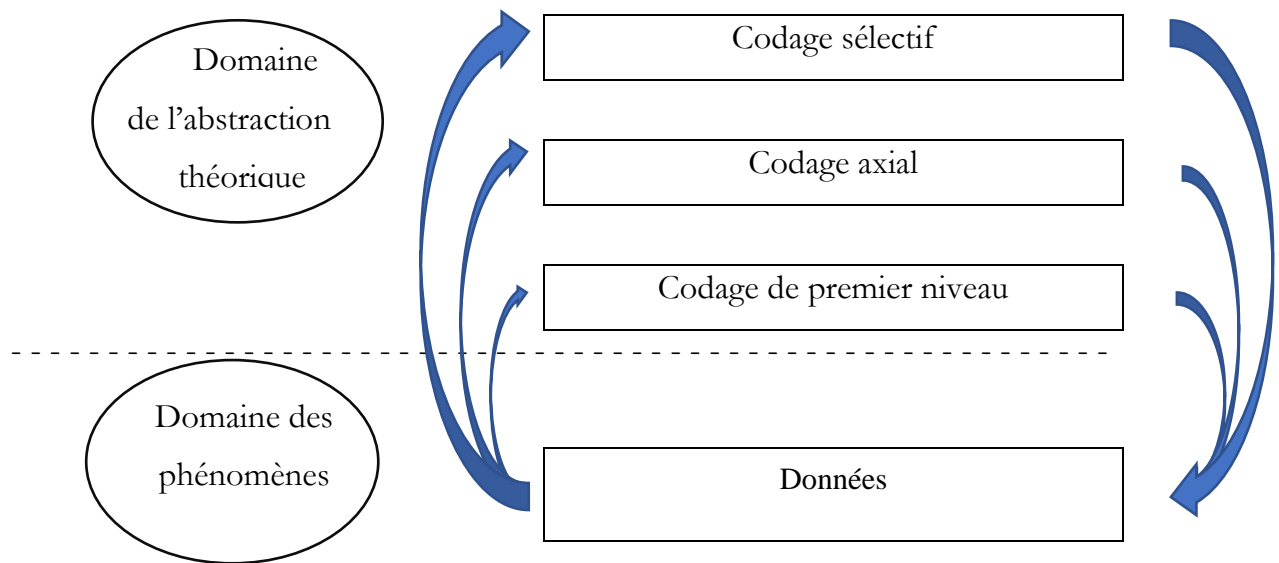 Domaine
de l’abstraction
théorique
Codage sélectif
Codage axial
Codage de premier niveau
Domaine des
phénomènes
Données